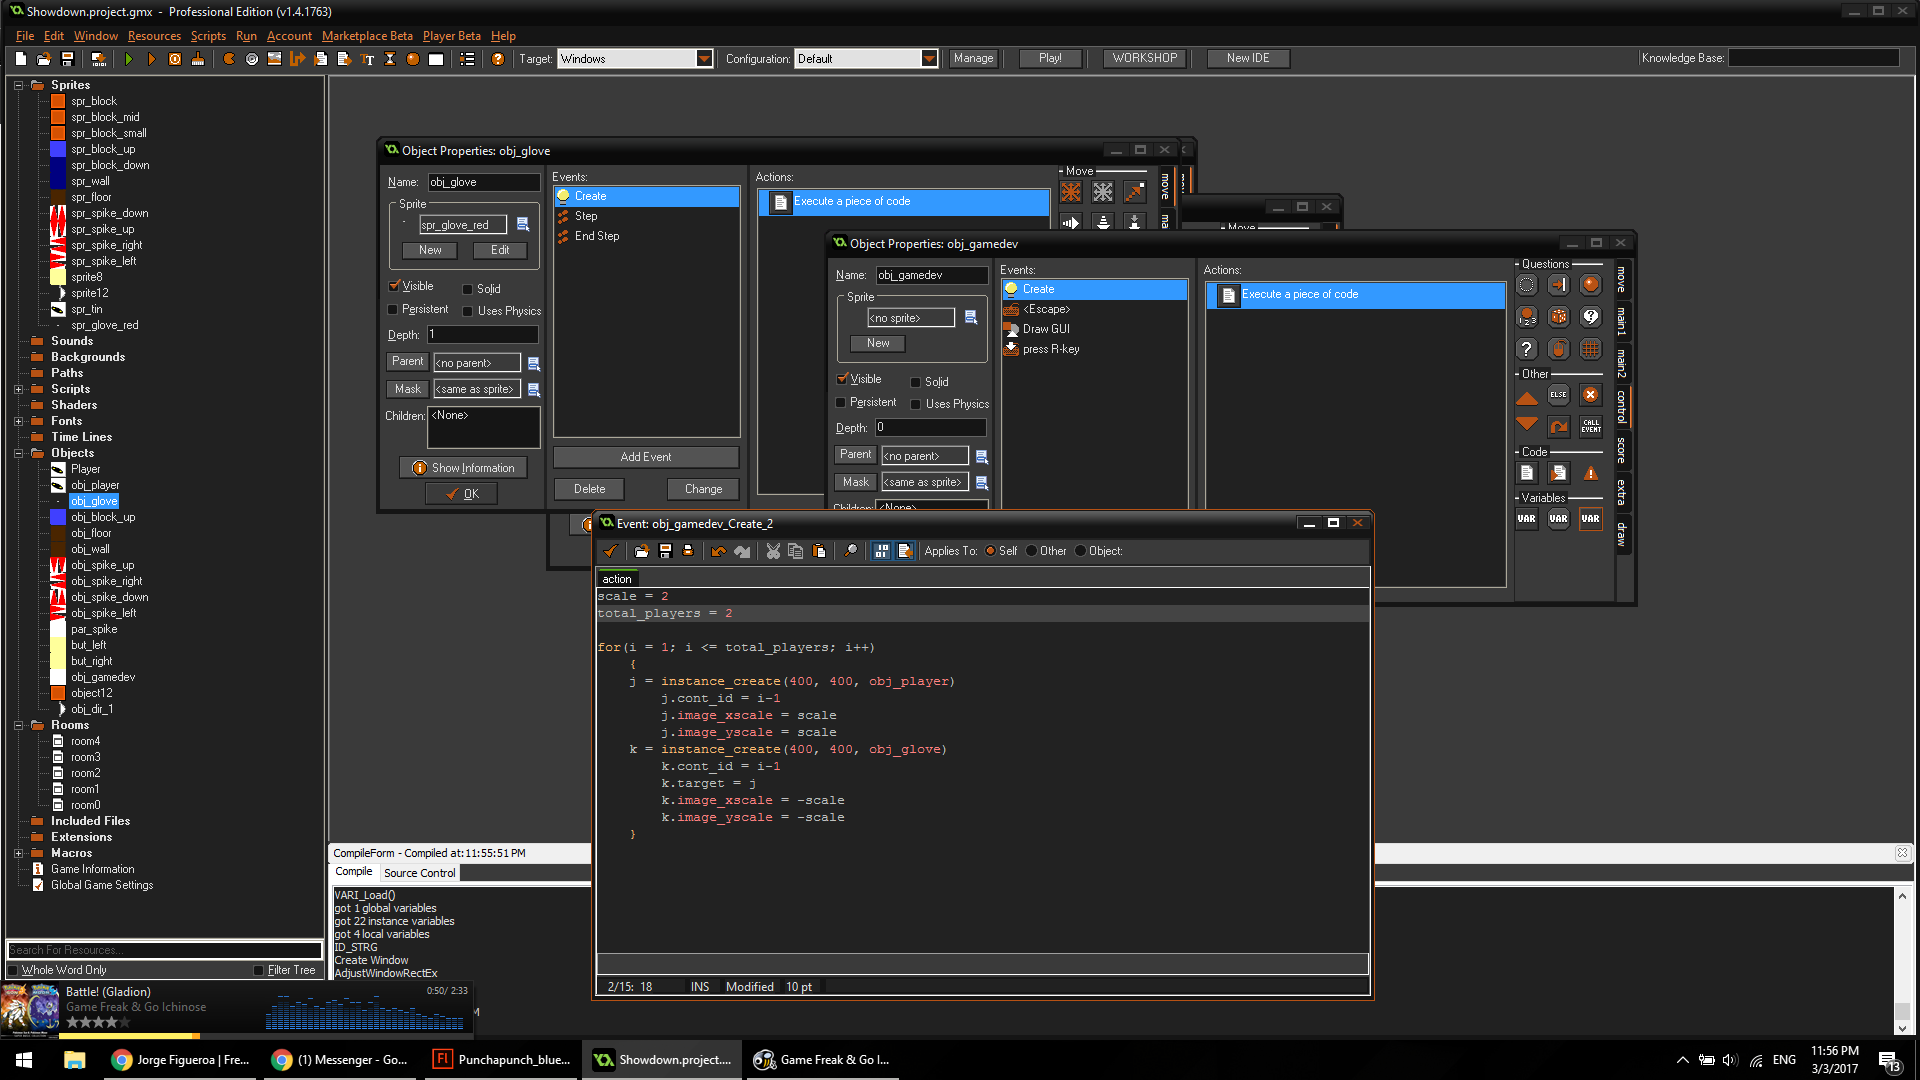 Showdown.project.gmx - Professional Edition (v1.4.1763)
File Edit Window Resources Scripts Run Account Marketplace Beta Player Beta Help
Target: Windows Configuration: Default Manage Play! WORKSHOP New IDE Knowledge Base:
Sprites
spr_block
spr_block_mid
spr_block_small
spr_block_up
spr_block_down
spr_wall
spr_floor
spr_spike_down
spr_spike_up
spr_spike_right
spr_spike_left
sprite8
sprite12
spr_tin
spr_glove_red
Sounds
Backgrounds
Paths
Scripts
Shaders
Fonts
Time Lines
Objects
Player
obj_player
obj_glove
obj_block_up
obj_floor
obj_wall
obj_spike_up
obj_spike_right
obj_spike_down
obj_spike_left
par_spike
but_left
but_right
obj_gamedev
object12
obj_dir_1
Rooms
room4
room3
room2
room1
room0
Included Files
Extensions
Macros
Game Information
Global Game Settings
Search For Resources...
Whole Word Only Filter Tree
Object Properties: obj_glove
Name: obj_glove
Sprite
spr_glove_red
New Edit
Visible Solid
Persistent Uses Physics
Depth: 1
Parent <no parent>
Mask <same as sprite>
Children: <None>
Show Information
OK
Events:
Create
Step
End Step
Add Event
Delete Change
Actions:
Execute a piece of code
Move
move
Move
Object Properties: obj_gamedev
Name: obj_gamedev
Sprite
<no sprite>
New
Visible Solid
Persistent Uses Physics
Depth: 0
Parent <no parent>
Mask <same as sprite>
Children: <None>
Events:
Create
<Escape>
Draw GUI
press R-key
Actions:
Execute a piece of code
Questions
Other
ELSE
CALL EVENT
Code
Variables
VAR VAR VAR
move
main1
main2
control
score
extra
draw
Event: obj_gamedev_Create_2
Applies To: Self Other Object:
action
scale = 2
total_players = 2
for(i = 1; i <= total_players; i++)
{
j = instance_create(400, 400, obj_player)
j.cont_id = i-1
j.image_xscale = scale
j.image_yscale = scale
k = instance_create(400, 400, obj_glove)
k.cont_id = i-1
k.target = j
k.image_xscale = -scale
k.image_yscale = -scale
}
2/15: 18 INS Modified 10 pt
CompileForm - Compiled at:11:55:51 PM
Compile Source Control
VARI_Load()
got 1 global variables
got 22 instance variables
got 4 local variables
ID_STRG
Create Window
AdjustWindowRectEx
Battle! (Gladion) 0:50/ 2:33
Game Freak & Go Ichinose
Jorge Figueroa | Fre...
(1) Messenger - Go...
Punchapunch_blue...
Showdown.project....
Game Freak & Go I...
ENG
11:56 PM
3/3/2017
13